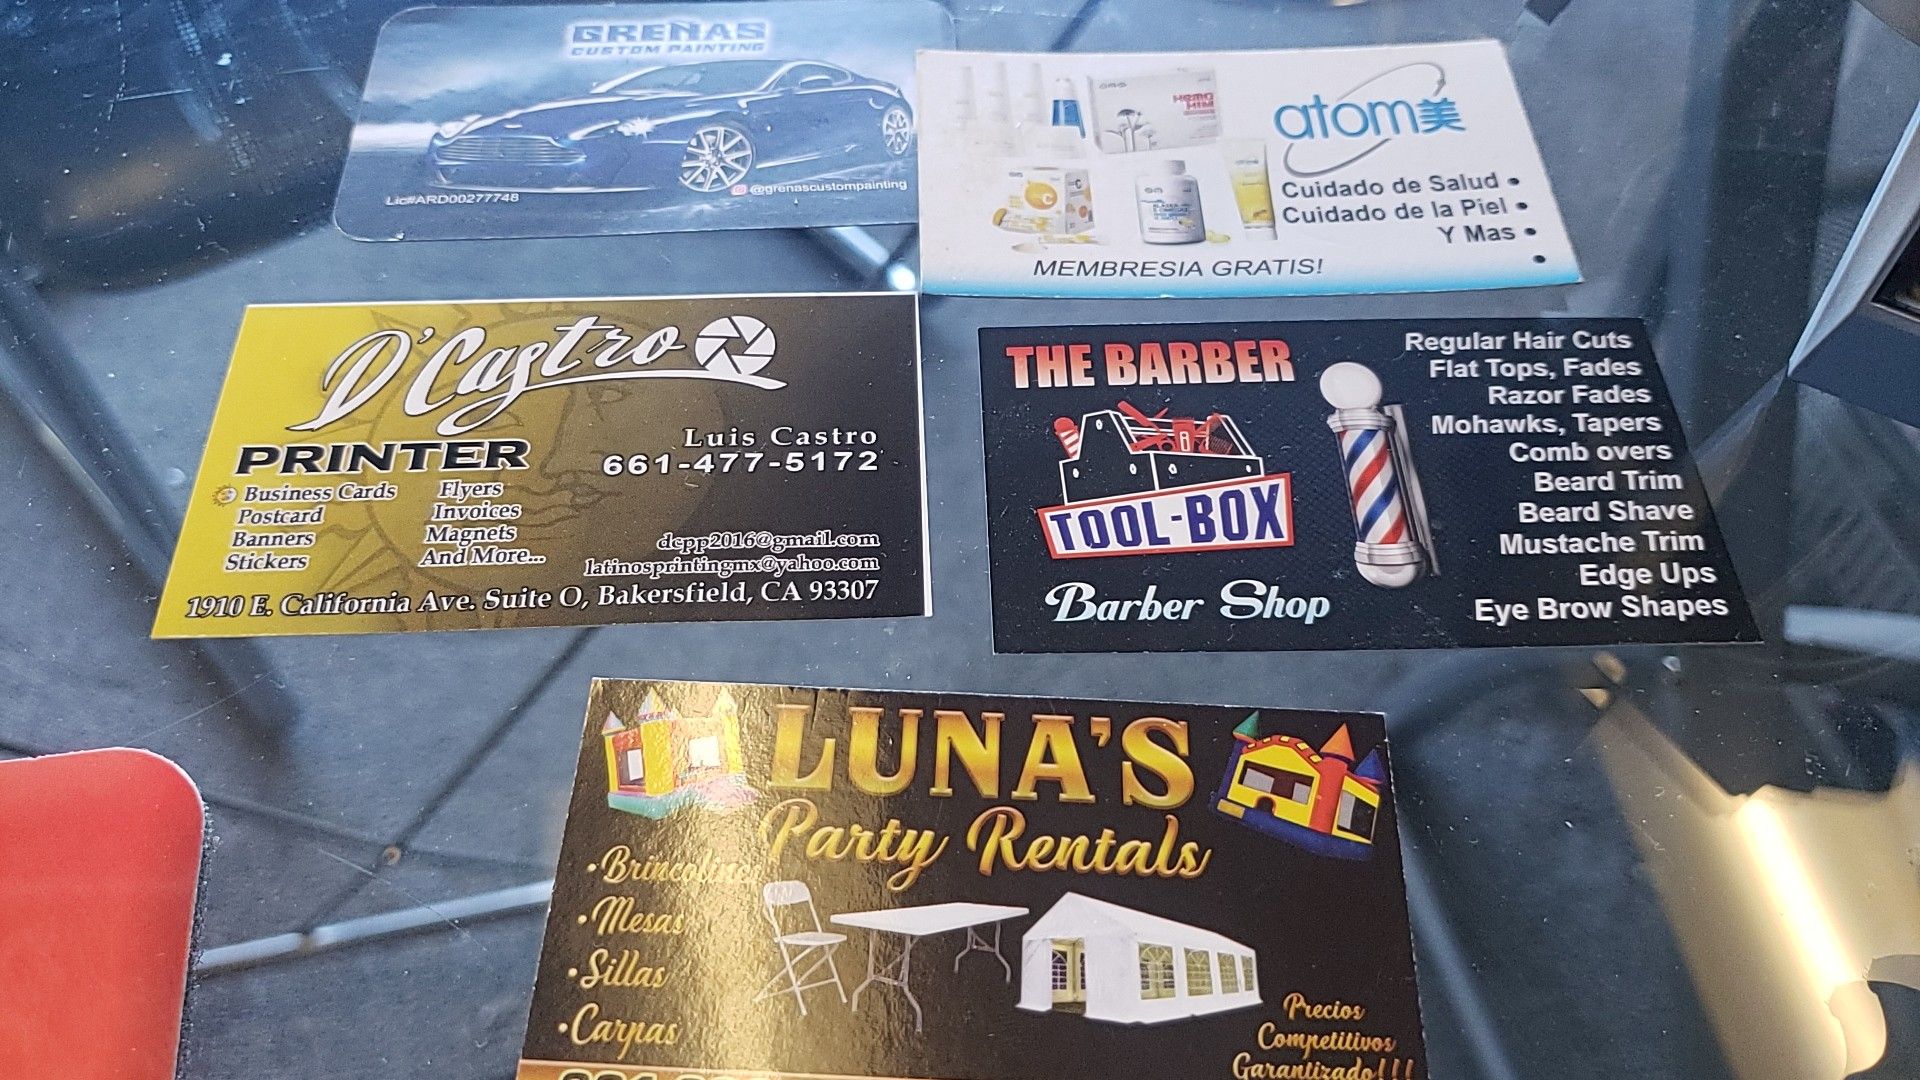 GREÑAS
CUSTOM PAINTING
Lic#ARD00277748
@grenascustompainting
atom美
Cuidado de Salud •
Cuidado de la Piel •
Y Mas •
•
MEMBRESIA GRATIS!
D'Castro
PRINTER
Luis Castro
661-477-5172
Business Cards
Postcard
Banners
Stickers
Flyers
Invoices
Magnets
And More...
dcpp2016@gmail.com
latinosprintingmx@yahoo.com
1910 E. California Ave. Suite O, Bakersfield, CA 93307
THE BARBER
TOOL-BOX
Barber Shop
Regular Hair Cuts
Flat Tops, Fades
Razor Fades
Mohawks, Tapers
Comb overs
Beard Trim
Beard Shave
Mustache Trim
Edge Ups
Eye Brow Shapes
LUNA'S
Party Rentals
•Brincolines
•Mesas
•Sillas
•Carpas
Precios
Competitivos
Garantizado!!!